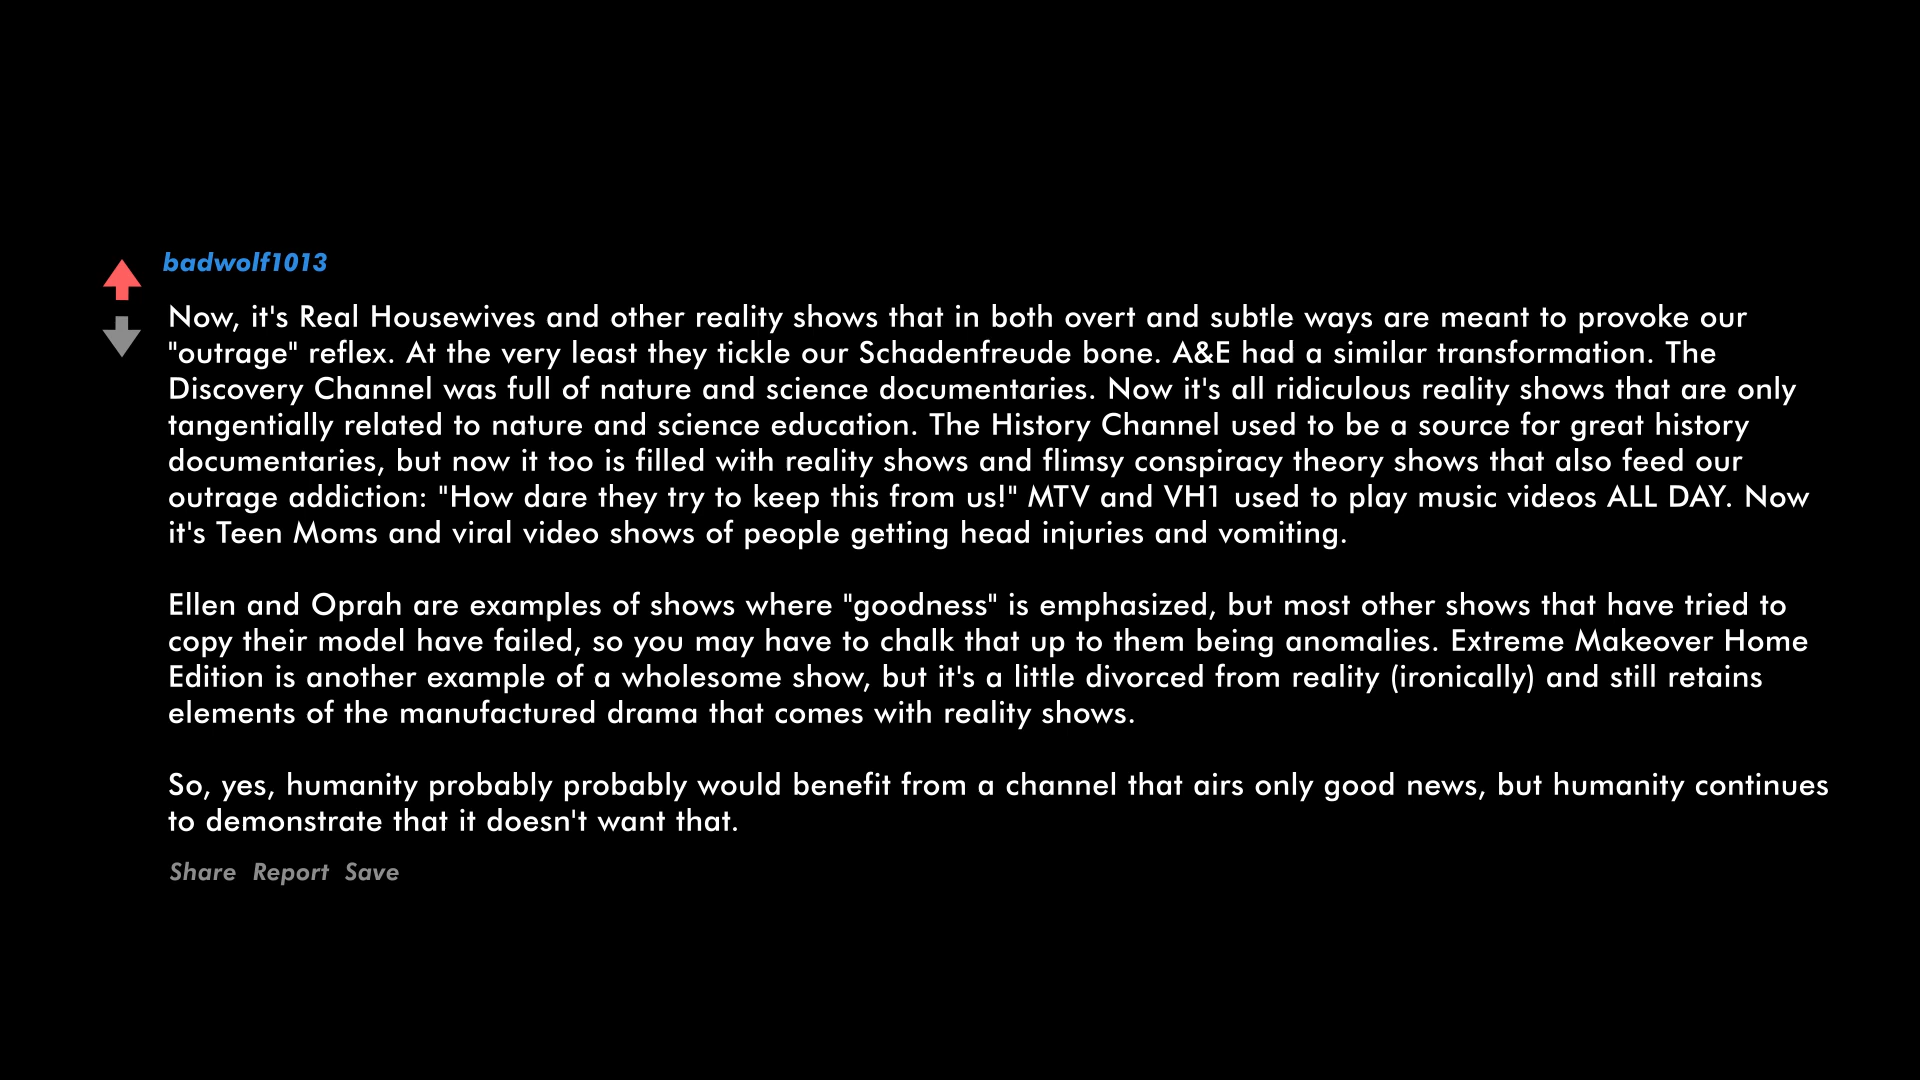 badwolf1013
Now, it's Real Housewives and other reality shows that in both overt and subtle ways are meant to provoke our
"outrage" reflex. At the very least they tickle our Schadenfreude bone. A&E had a similar transformation. The
Discovery Channel was full of nature and science documentaries. Now it's all ridiculous reality shows that are only
tangentially related to nature and science education. The History Channel used to be a source for great history
documentaries, but now it too is filled with reality shows and flimsy conspiracy theory shows that also feed our
outrage addiction: "How dare they try to keep this from us!" MTV and VH1 used to play music videos ALL DAY. Now
it's Teen Moms and viral video shows of people getting head injuries and vomiting.
Ellen and Oprah are examples of shows where "goodness" is emphasized, but most other shows that have tried to
copy their model have failed, so you may have to chalk that up to them being anomalies. Extreme Makeover Home
Edition is another example of a wholesome show, but it's a little divorced from reality (ironically) and still retains
elements of the manufactured drama that comes with reality shows.
So, yes, humanity probably probably would benefit from a channel that airs only good news, but humanity continues
to demonstrate that it doesn't want that.
Share Report Save